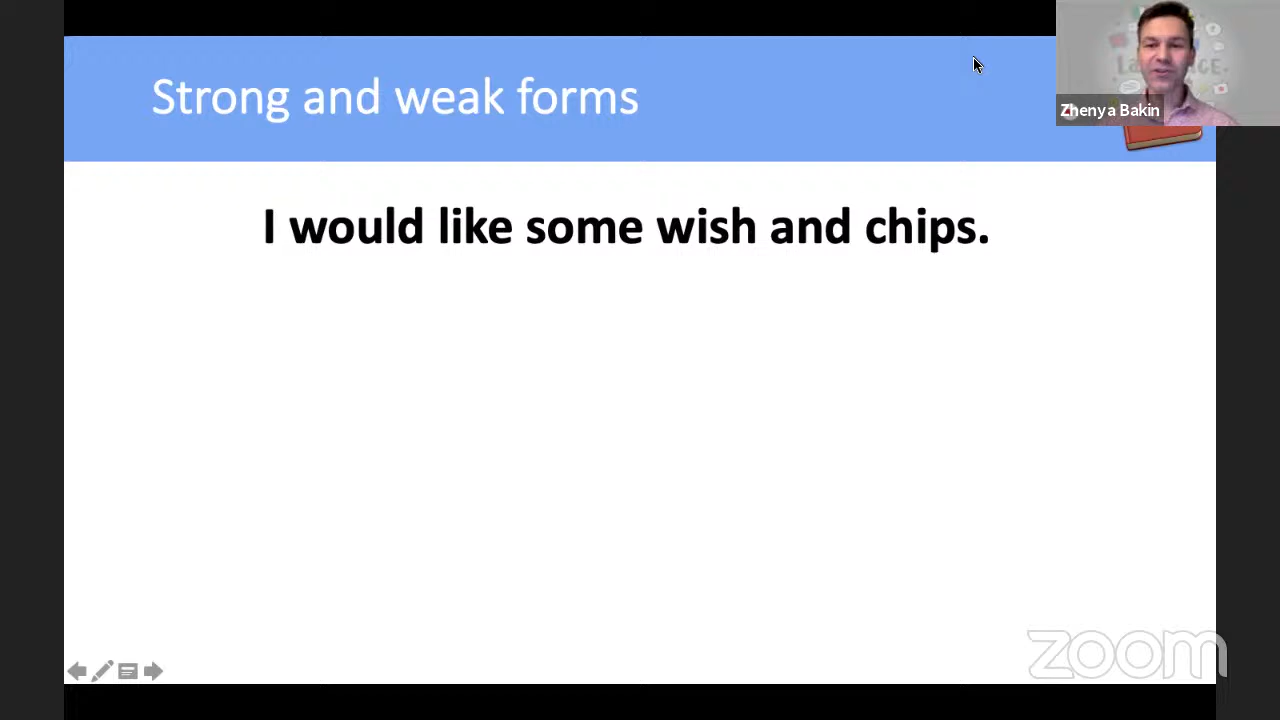 Strong and weak forms
Zhenya Bakin
I would like some wish and chips.
zoom